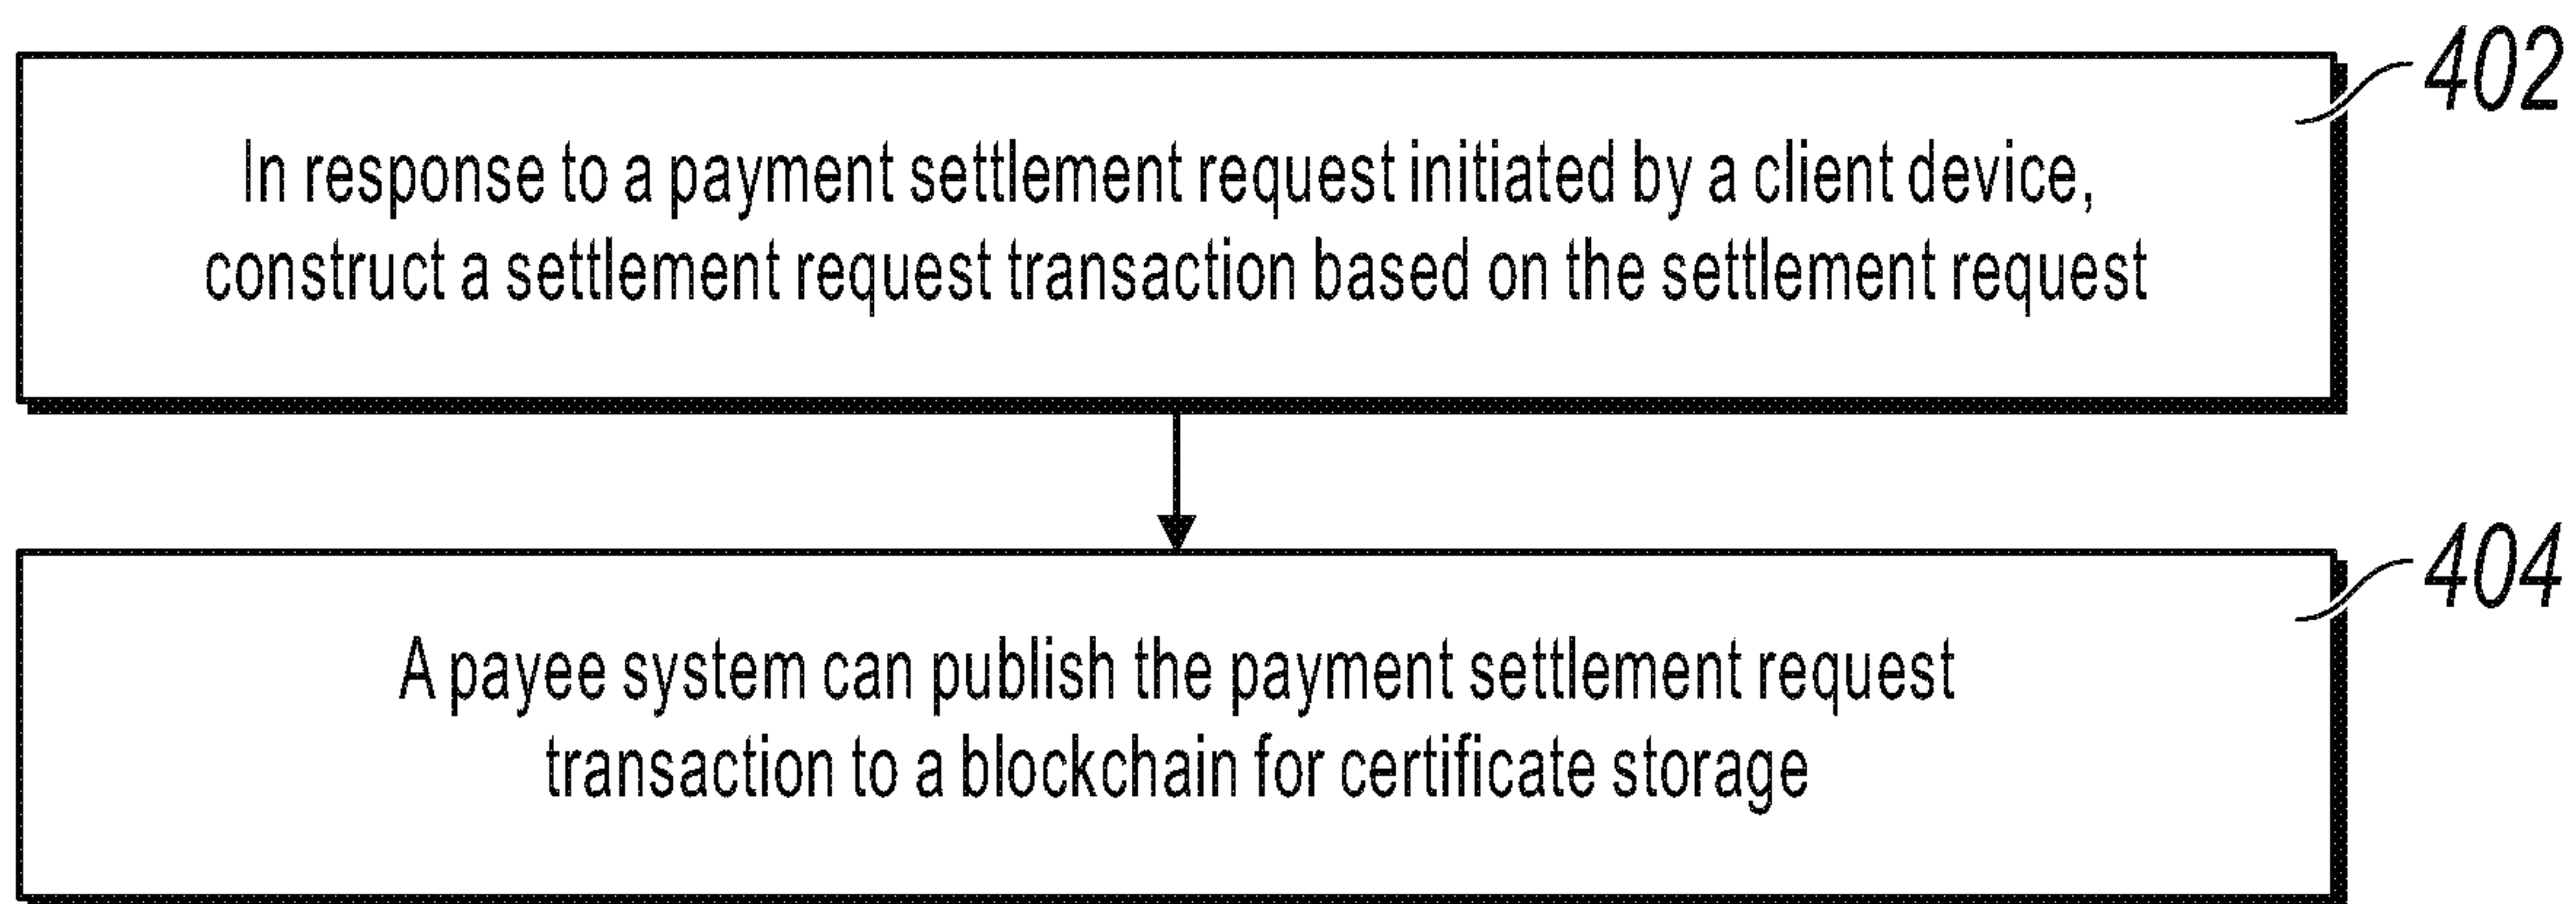 402
In response to a payment settlement request initiated by a client device,
construct a settlement request transaction based on the settlement request
404
A payee system can publish the payment settlement request
transaction to a blockchain for certificate storage